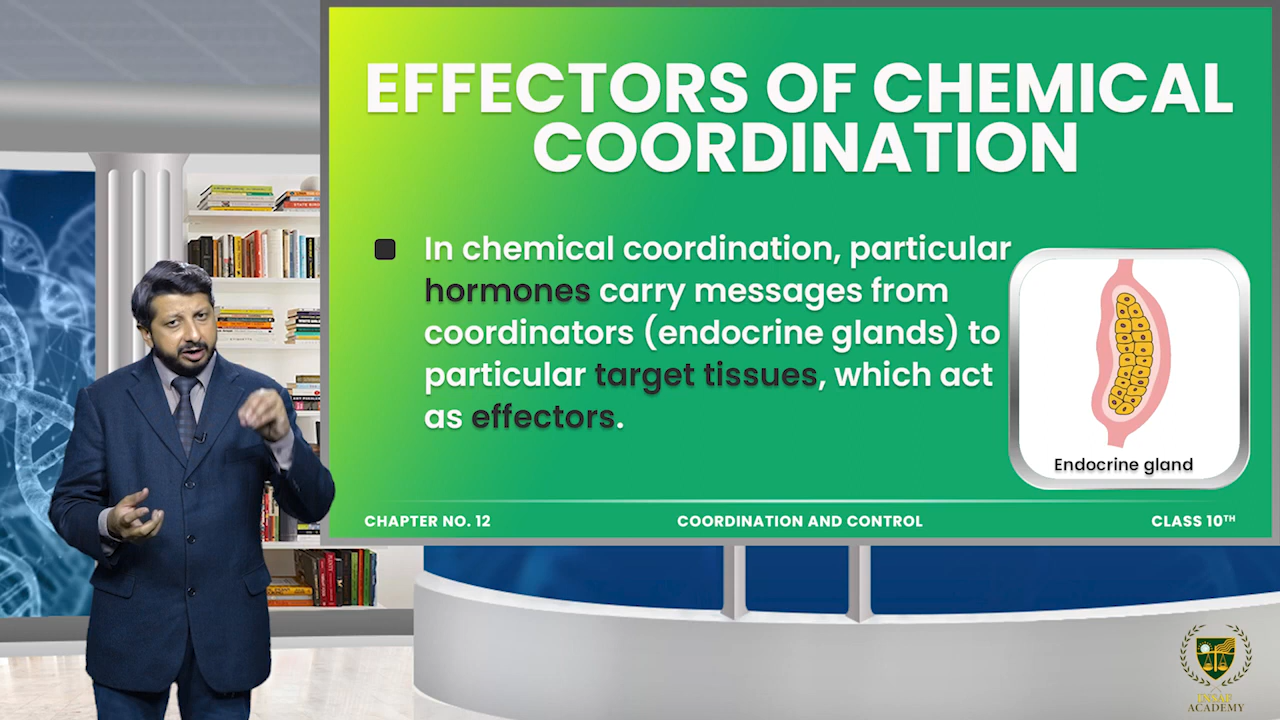 EFFECTORS OF CHEMICAL
COORDINATION
In chemical coordination, particular
hormones carry messages from
coordinators (endocrine glands) to
particular target tissues, which act
as effectors.
Endocrine gland
CHAPTER NO. 12
COORDINATION AND CONTROL
CLASS 10TH
ACADEMY